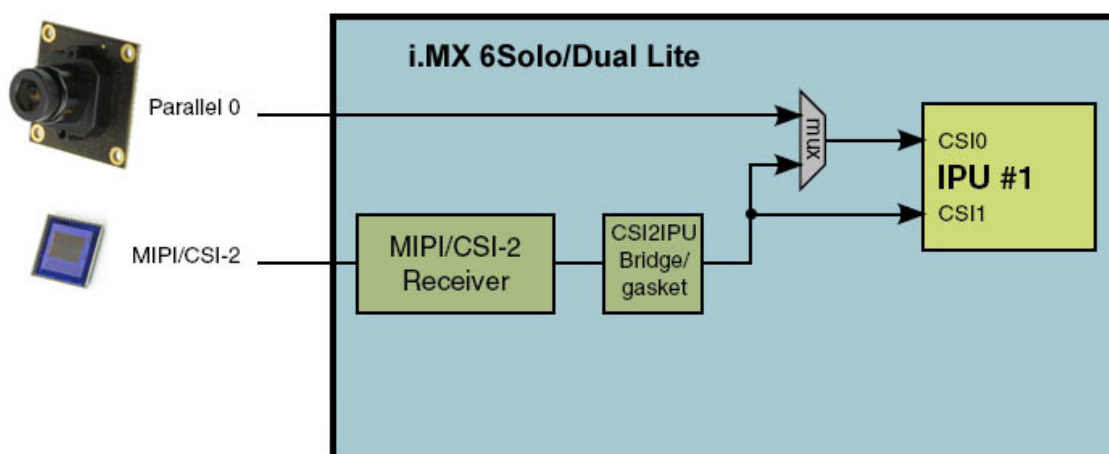 i.MX 6Solo/Dual Lite
Parallel 0
mux
CSI0
IPU #1
CSI1
MIPI/CSI-2
MIPI/CSI-2
Receiver
CSI2IPU
Bridge/
gasket